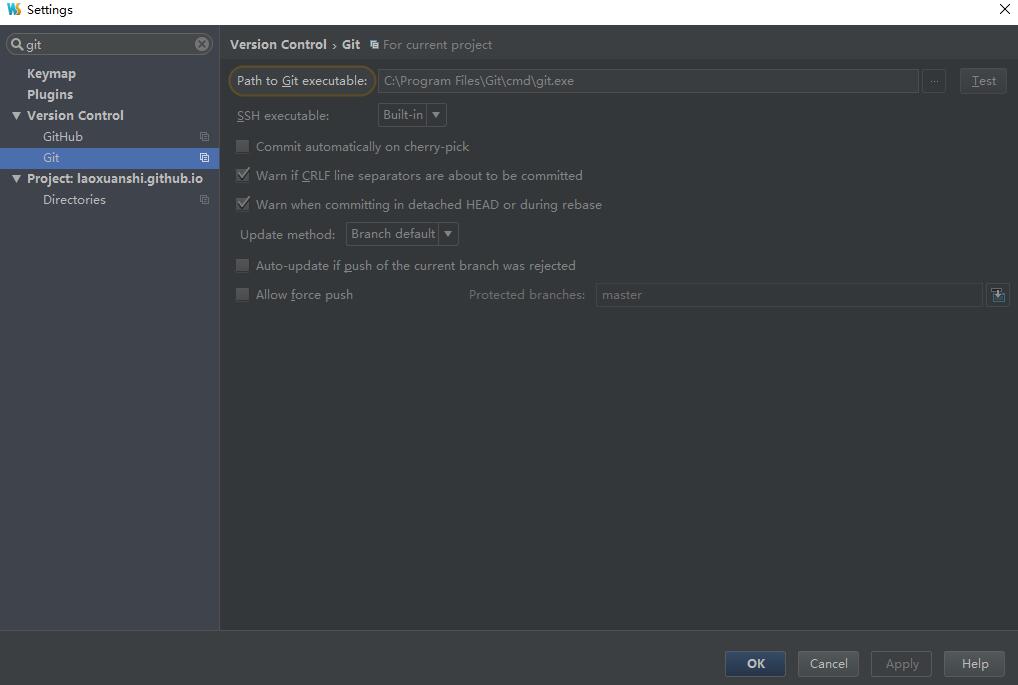 Settings
git
Keymap
Plugins
Version Control
GitHub
Git
Project: laoxuanshi.github.io
Directories
Version Control › Git For current project
Path to Git executable: C:\Program Files\Git\cmd\git.exe ... Test
SSH executable: Built-in
Commit automatically on cherry-pick
Warn if CRLF line separators are about to be committed
Warn when committing in detached HEAD or during rebase
Update method: Branch default
Auto-update if push of the current branch was rejected
Allow force push Protected branches: master
OK Cancel Apply Help